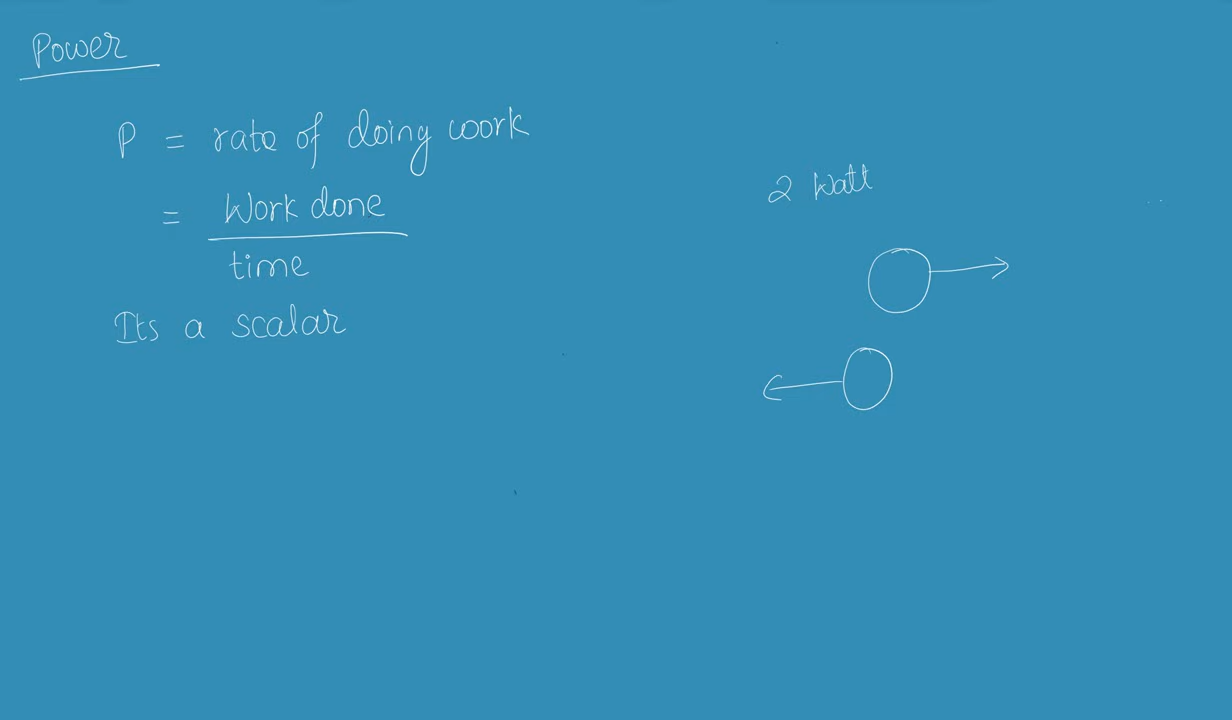 Power
P = rate of doing work
= Work done
time
Its a scalar
2 Watt